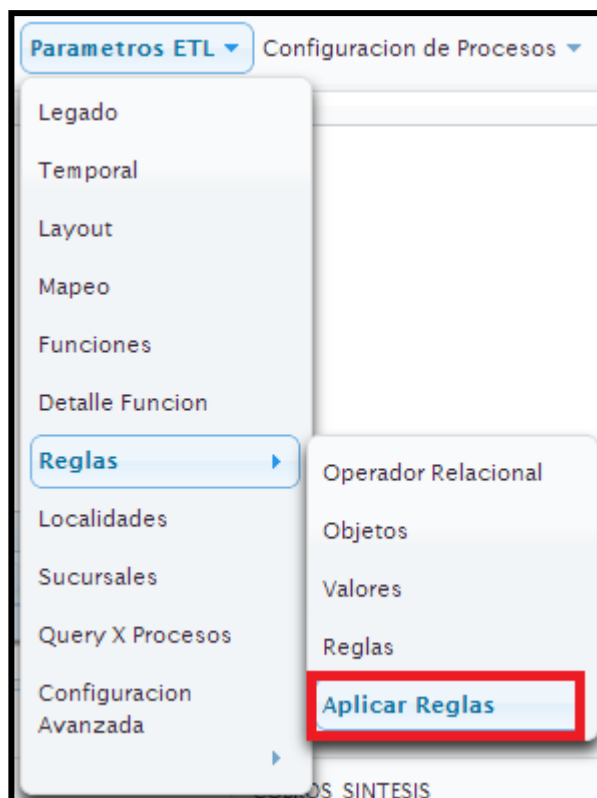 Parametros ETL
Configuracion de Procesos
Legado
Temporal
Layout
Mapeo
Funciones
Detalle Funcion
Reglas
Localidades
Sucursales
Query X Procesos
Configuracion
Avanzada
Operador Relacional
Objetos
Valores
Reglas
Aplicar Reglas
SINTESIS